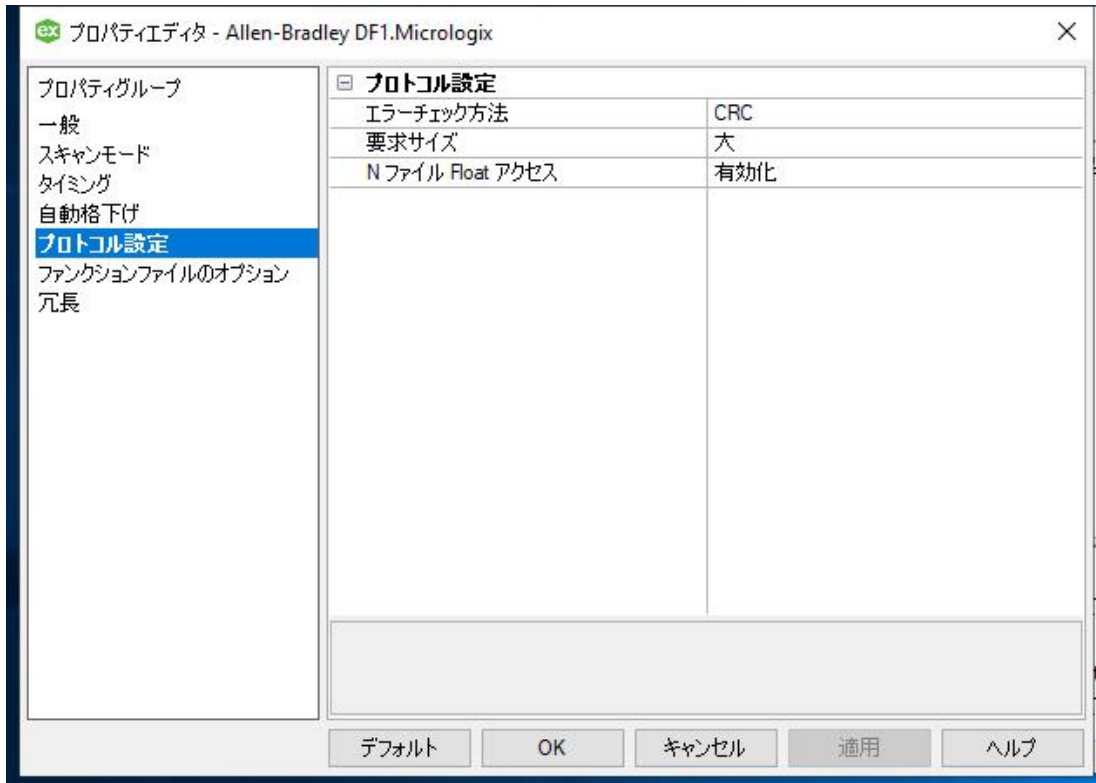 ex プロパティエディタ - Allen-Bradley DF1.Micrologix
プロパティグループ
一般
スキャンモード
タイミング
自動格下げ
プロトコル設定
ファンクションファイルのオプション
冗長
プロトコル設定
エラーチェック方法 CRC
要求サイズ 大
N ファイル Float アクセス 有効化
デフォルト OK キャンセル 適用 ヘルプ